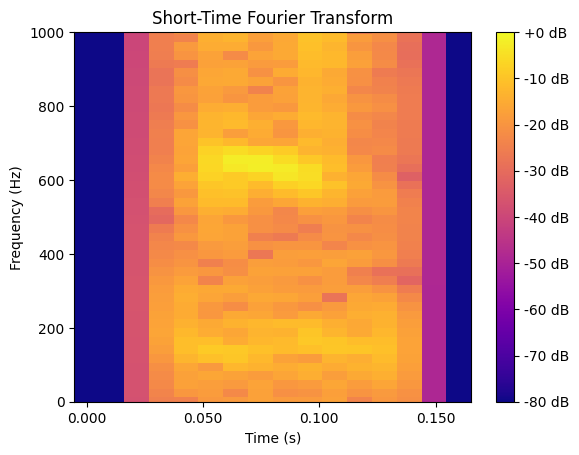 Short-Time Fourier Transform
1000
800
600
400
200
0
Frequency (Hz)
0.000
0.050
0.100
0.150
Time (s)
+0 dB
-10 dB
-20 dB
-30 dB
-40 dB
-50 dB
-60 dB
-70 dB
-80 dB